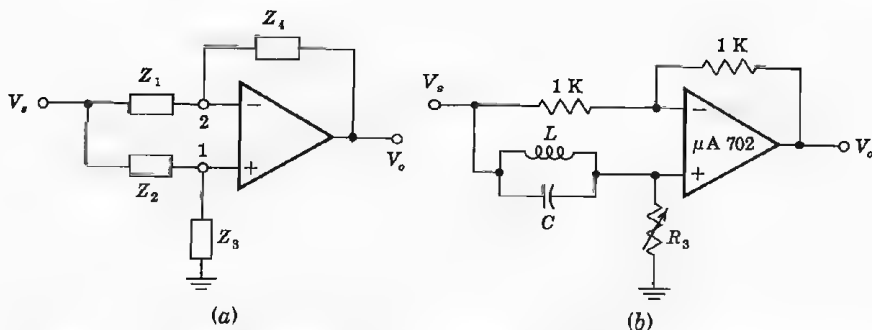 Z₄
Z₁
Vₛ
2
−
1
+
Vₒ
Z₂
Z₃
(a)
1 K
Vₛ
1 K
−
μA 702
L
Vₒ
+
C
R₃
(b)